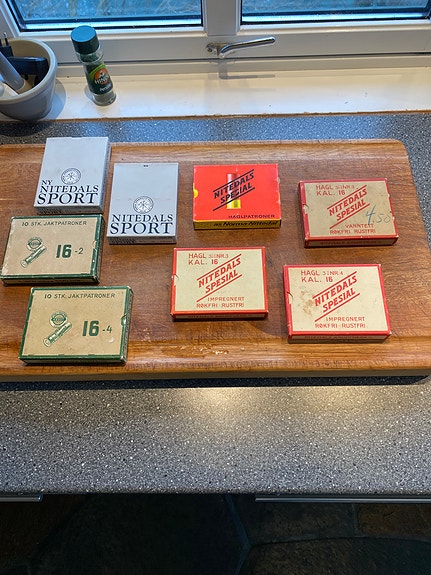 NY
NITEDALS
SPORT
NITEDALS
SPORT
NITEDALS
SPESIAL
HAGLPATRONER
HAGL
KAL. 16
NITEDALS
SPESIAL
VANNTETT
RØKFRI - RUSTFRI
10 STK. JAKTPATRONER
16-2
HAGL
KAL. 16
NITEDALS
SPESIAL
IMPREGNERT
RØKFRI - RUSTFRI
HAGL
KAL. 16
NITEDALS
SPESIAL
IMPREGNERT
RØKFRI - RUSTFRI
10 STK. JAKTPATRONER
16-4